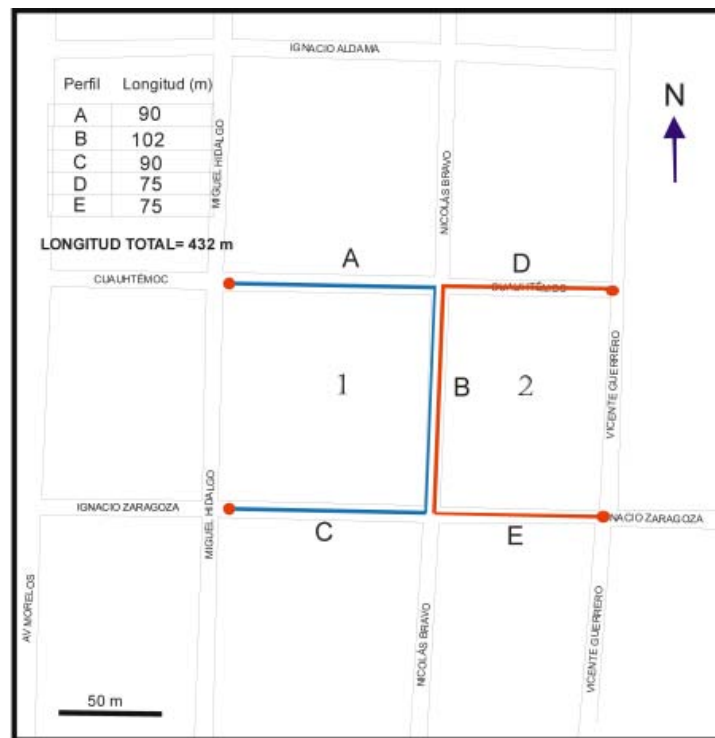 IGNACIO ALDAMA
Perfil Longitud (m)
A 90
B 102
C 90
D 75
E 75
LONGITUD TOTAL= 432 m
MIGUEL HIDALGO
NICOLÁS BRAVO
N
A
D
CUAUHTÉMOC
CUAUHTÉMOC
1
B
2
VICENTE GUERRERO
IGNACIO ZARAGOZA
MIGUEL HIDALGO
C
E
NACIO ZARAGOZA
AV MORELOS
NICOLÁS BRAVO
VICENTE GUERRERO
50 m